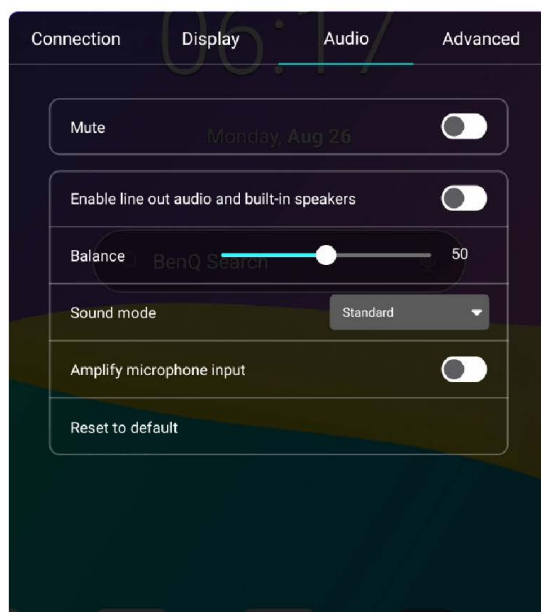 06:17
Connection Display Audio Advanced
Mute
Monday, Aug 26
Enable line out audio and built-in speakers
Balance 50
BenQ Search
Sound mode Standard
Amplify microphone input
Reset to default